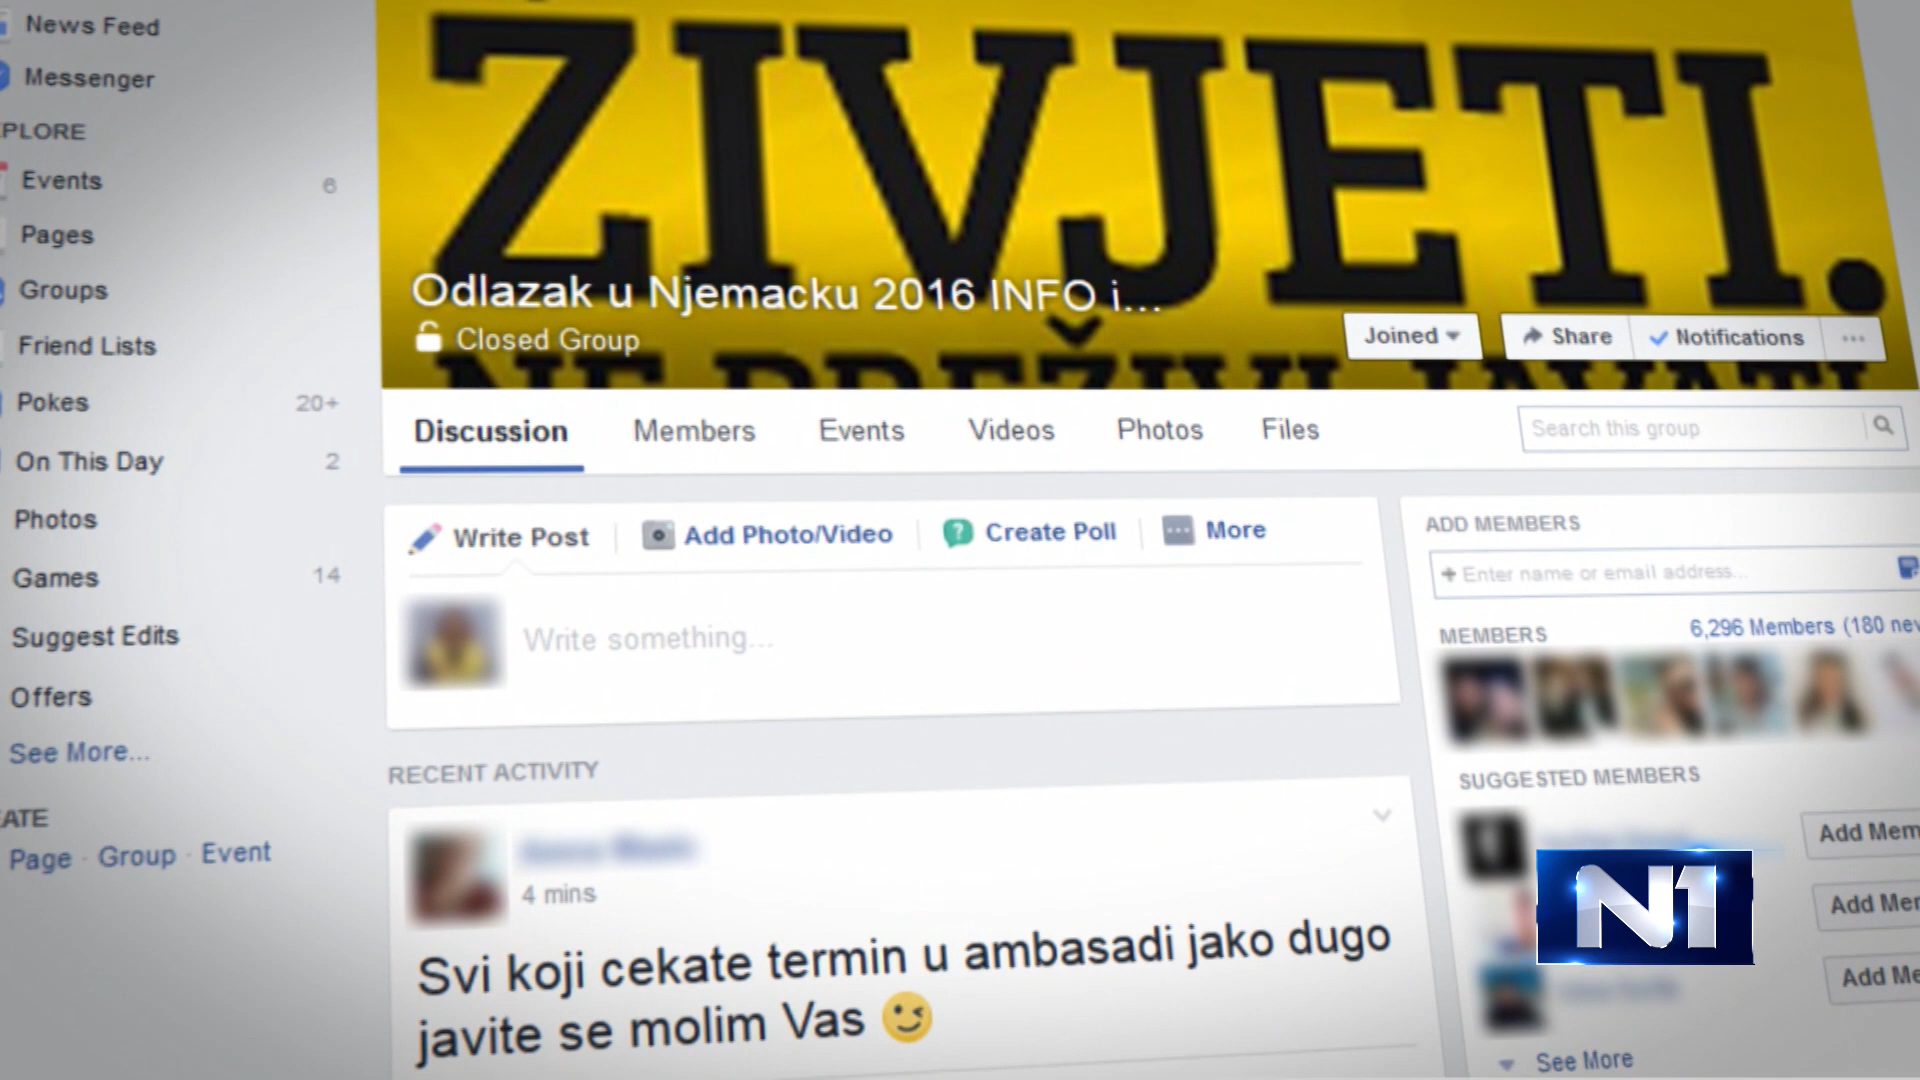 News Feed
Messenger
PLORE
Events 6
Pages
Groups
Friend Lists
Pokes 20+
On This Day 2
Photos
Games 14
Suggest Edits
Offers
See More...
ATE
Page · Group · Event
ŽIVJETI.
Odlazak u Njemacku 2016 INFO i...
Closed Group
Joined
Share
Notifications
Discussion
Members
Events
Videos
Photos
Files
Search this group
Write Post
Add Photo/Video
Create Poll
More
Write something...
RECENT ACTIVITY
4 mins
Svi koji cekate termin u ambasadi jako dugo
javite se molim Vas 😉
ADD MEMBERS
+ Enter name or email address...
MEMBERS
6,296 Members (180 new
SUGGESTED MEMBERS
Add Mem
Add Mem
Add Me
See More
N1